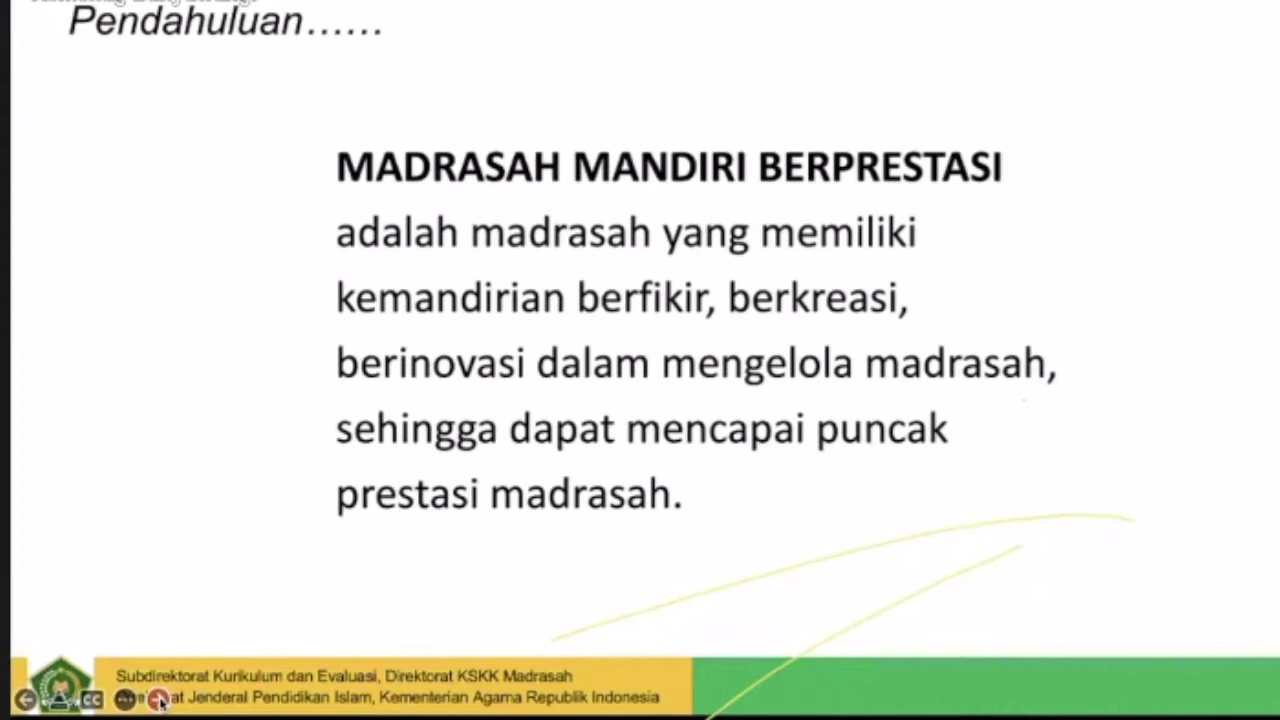 Pendahuluan......
MADRASAH MANDIRI BERPRESTASI
adalah madrasah yang memiliki
kemandirian berfikir, berkreasi,
berinovasi dalam mengelola madrasah,
sehingga dapat mencapai puncak
prestasi madrasah.
Subdirektorat Kurikulum dan Evaluasi, Direktorat KSKK Madrasah
Jenderal Pendidikan Islam, Kementerian Agama Republik Indonesia
CC